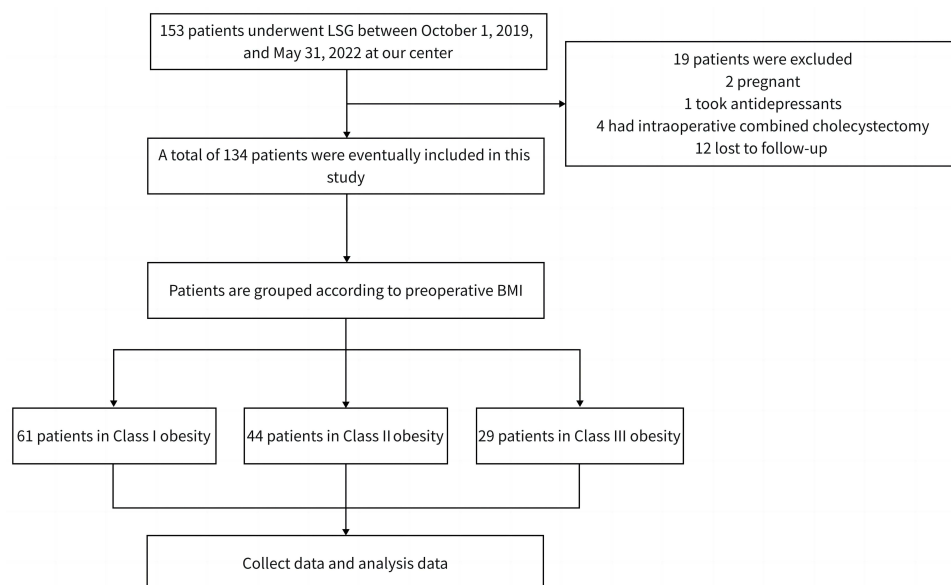 153 patients underwent LSG between October 1, 2019,
and May 31, 2022 at our center
19 patients were excluded
2 pregnant
1 took antidepressants
4 had intraoperative combined cholecystectomy
12 lost to follow-up
A total of 134 patients were eventually included in this
study
Patients are grouped according to preoperative BMI
61 patients in Class I obesity
44 patients in Class II obesity
29 patients in Class III obesity
Collect data and analysis data